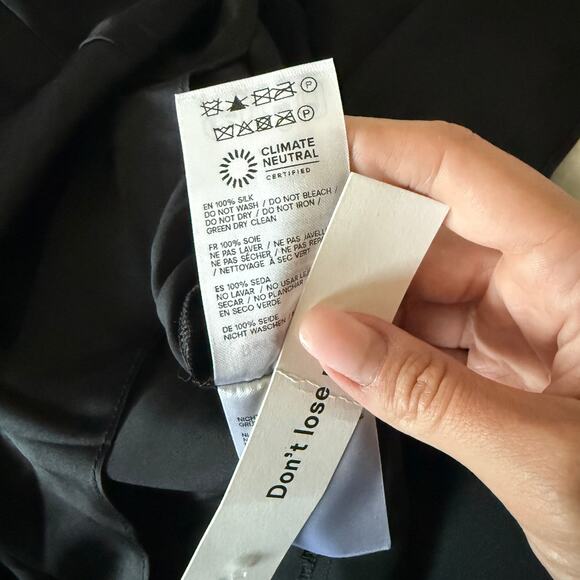 P
P
CLIMATE
NEUTRAL
CERTIFIED
EN 100% SILK
DO NOT WASH / DO NOT BLEACH /
DO NOT DRY / DO NOT IRON /
GREEN DRY CLEAN
FR 100% SOIE
NE PAS LAVER / NE PAS JAVELL
NE PAS SÉCHER / NE PAS REP
/ NETTOYAGE À SEC VERT
ES 100% SEDA
NO LAVAR / NO USAR LE
SECAR / NO PLANCHAR
EN SECO VERDE
DE 100% SEIDE
NICHT WASCHEN /
NICHT
Don't lose